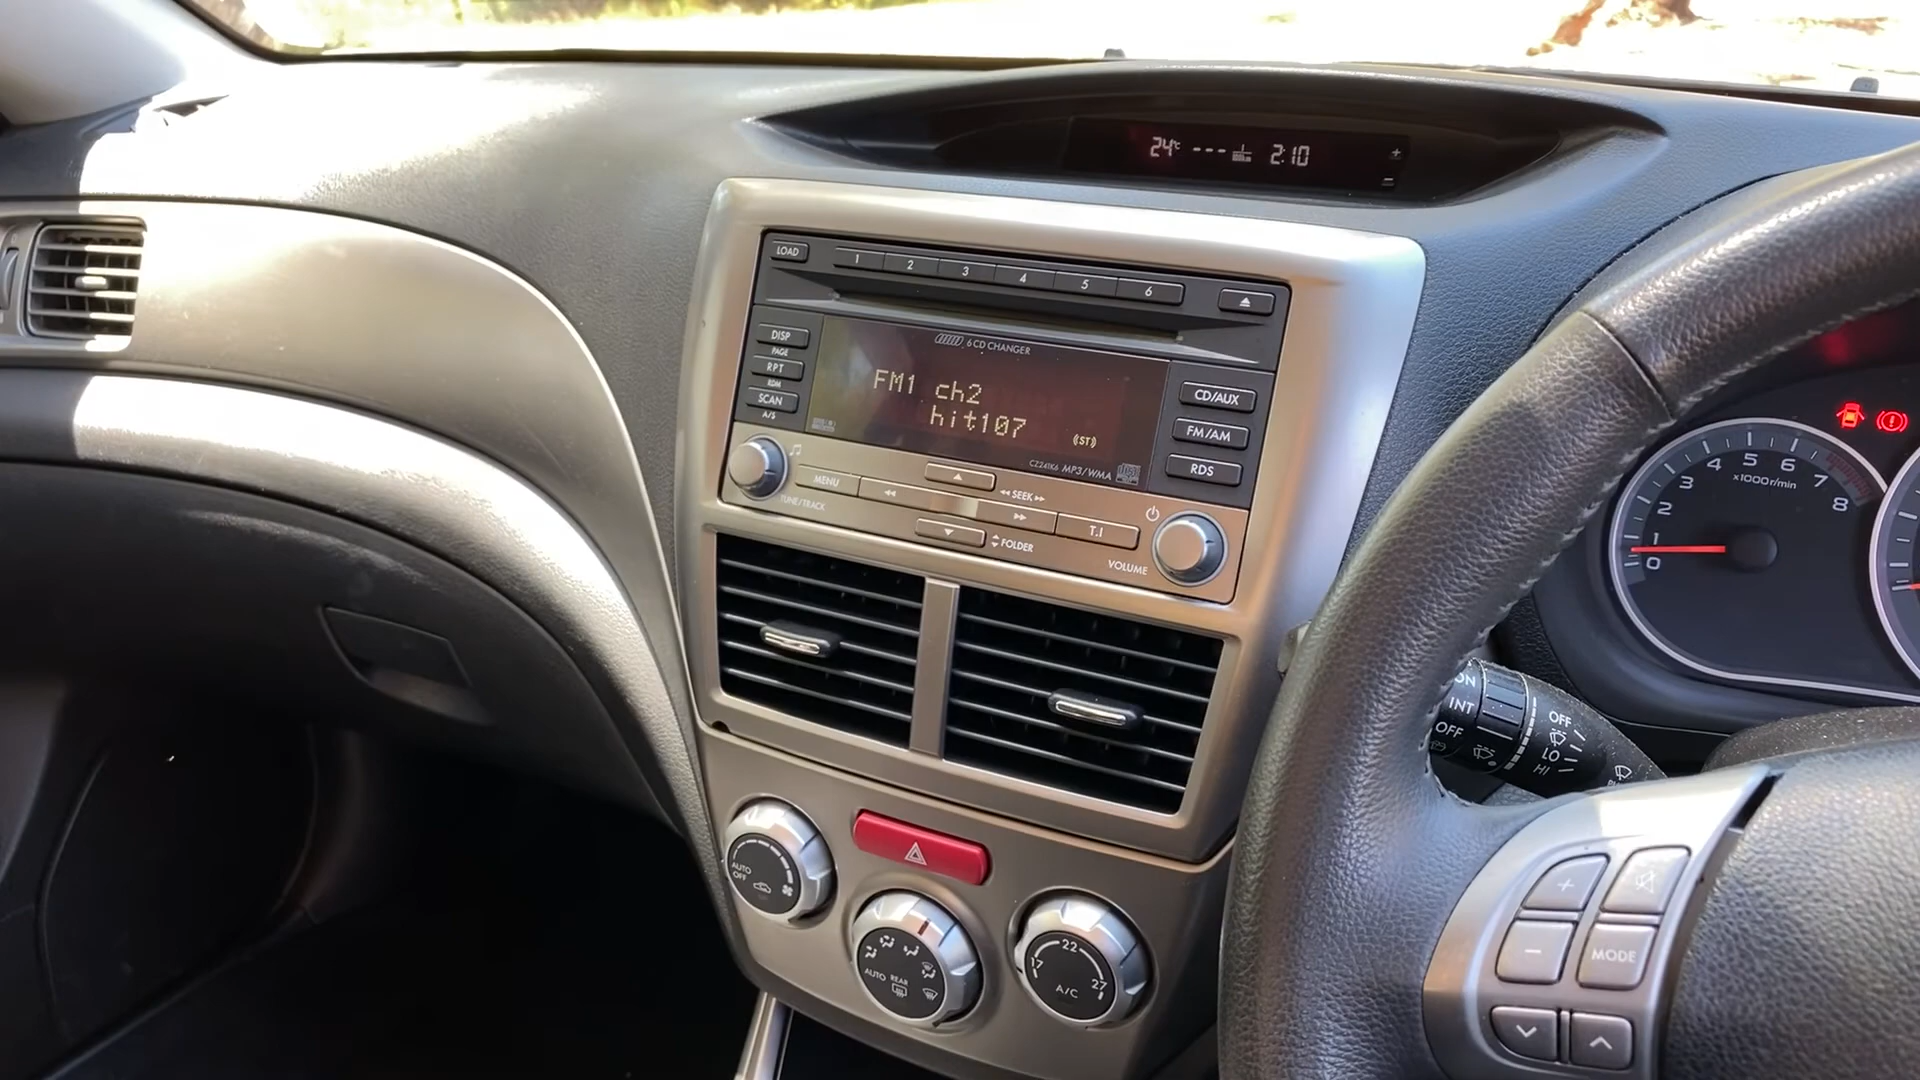 24°C --- 2:10
+
−
LOAD
1 2 3 4 5 6
DISP
PAGE
RPT
RDM
SCAN
A/S
6 CD CHANGER
FM1 ch2
hit107
(ST)
CZ241K6 MP3/WMA
CD/AUX
FM/AM
RDS
MENU
TUNE/TRACK
SEEK
T.I
FOLDER
VOLUME
AUTO
OFF
AUTO REAR
17 22 27
A/C
0 1 2 3 4 5 6 7 8
x1000r/min
ON
INT
OFF
OFF
LO
HI
+
−
MODE